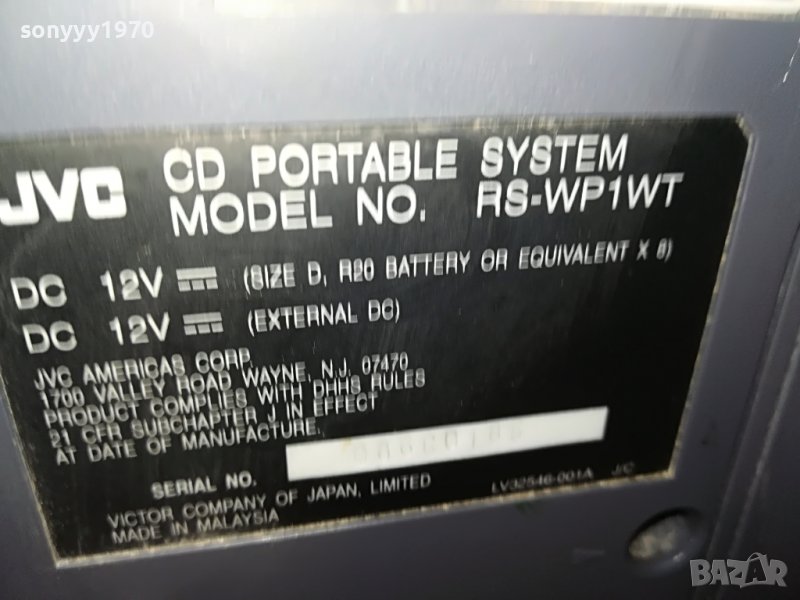 sonyyy1970
JVC
CD PORTABLE SYSTEM
MODEL NO. RS-WP1WT
DC 12V (SIZE D, R20 BATTERY OR EQUIVALENT X 8)
DC 12V (EXTERNAL DC)
JVC AMERICAS CORP.
1700 VALLEY ROAD WAYNE, N.J. 07470
PRODUCT COMPLIES WITH DHHS RULES
21 CFR SUBCHAPTER J IN EFFECT
AT DATE OF MANUFACTURE.
SERIAL NO.
VICTOR COMPANY OF JAPAN, LIMITED
MADE IN MALAYSIA
LV32546-001A J/C
BAZAR